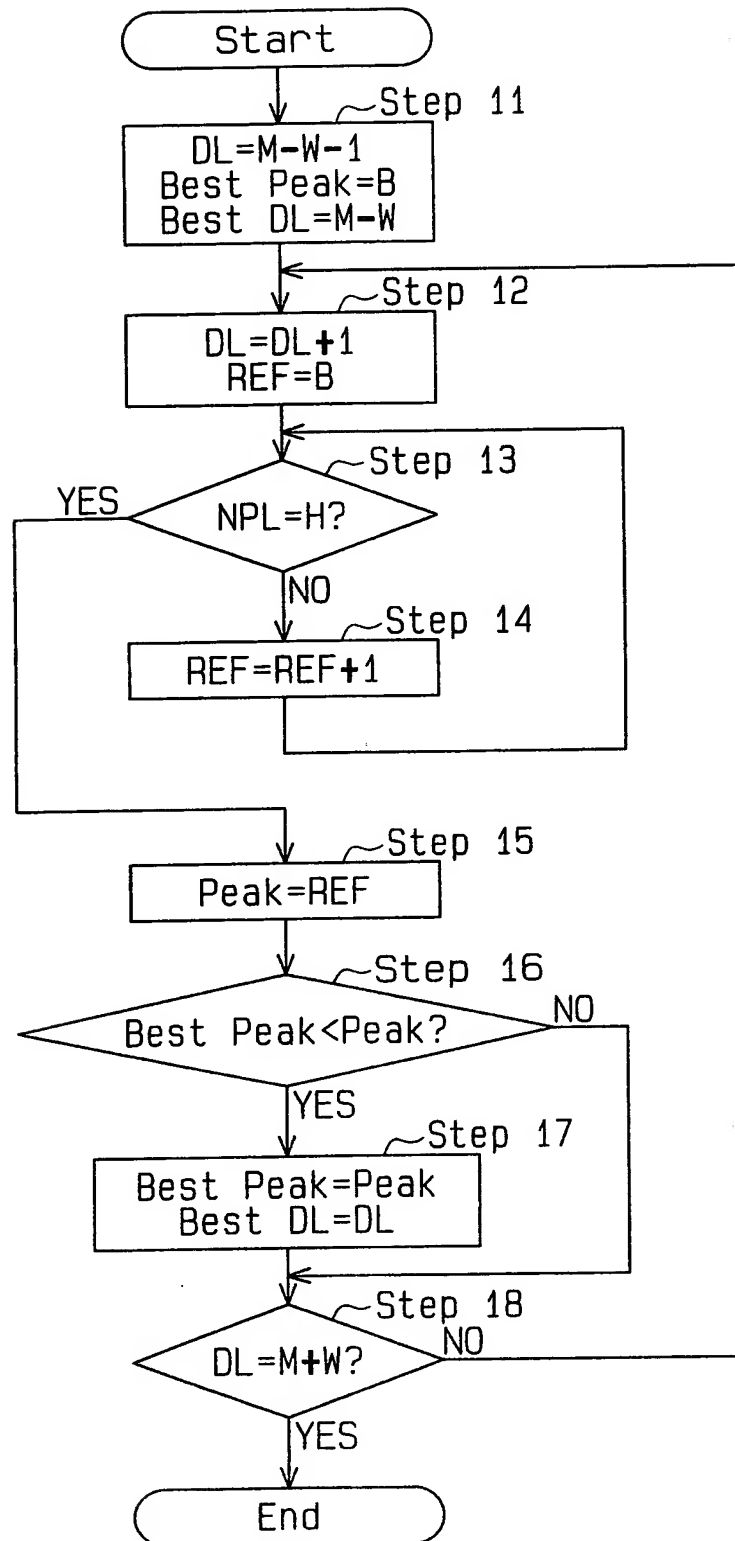 Start
Step 11
DL=M-W-1
Best Peak=B
Best DL=M-W
Step 12
DL=DL+1
REF=B
Step 13
YES
NPL=H?
NO
Step 14
REF=REF+1
Step 15
Peak=REF
Step 16
NO
Best Peak<Peak?
YES
Step 17
Best Peak=Peak
Best DL=DL
Step 18
NO
DL=M+W?
YES
End